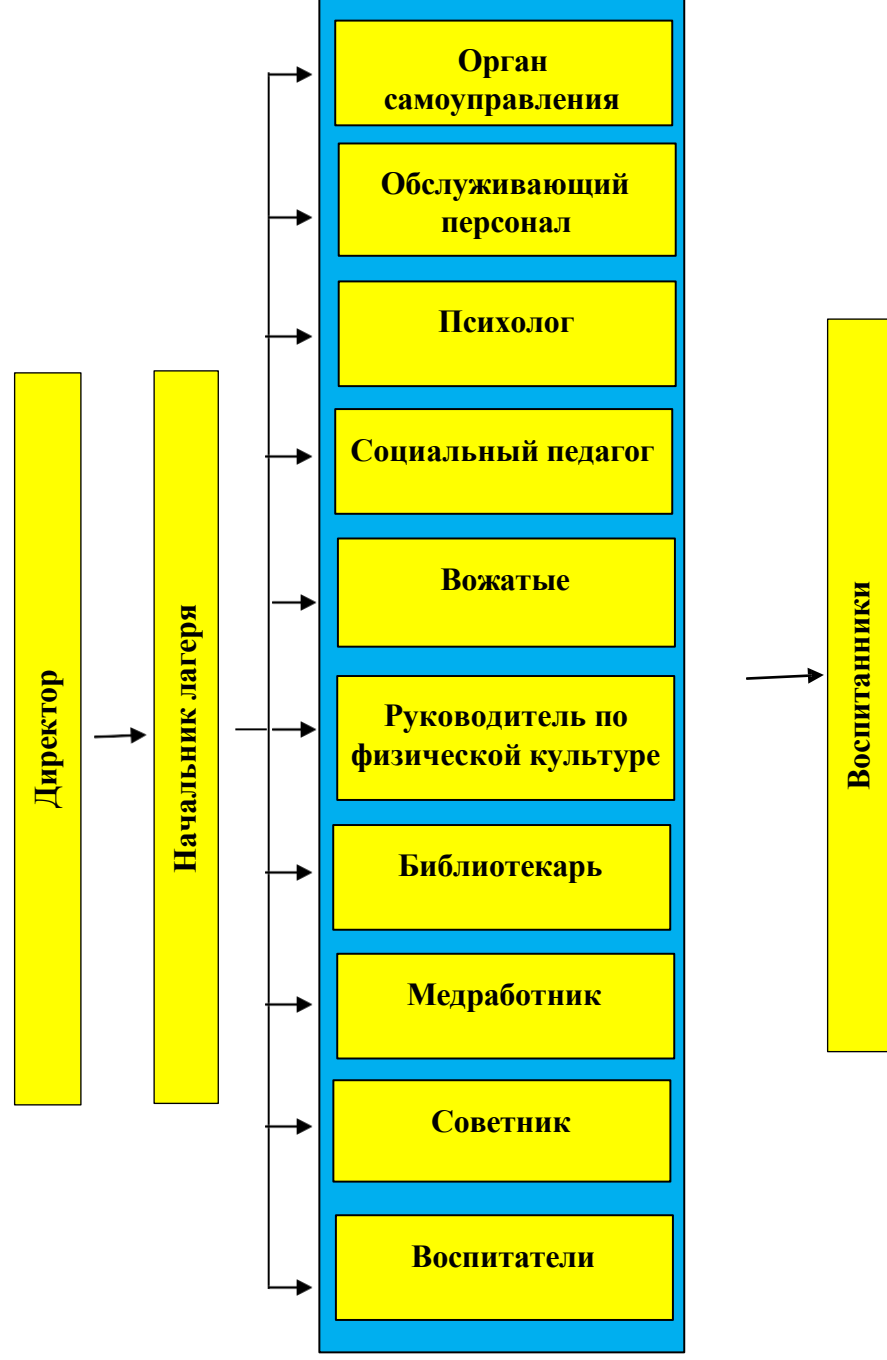 Директор
Начальник лагеря
Орган
самоуправления
Обслуживающий
персонал
Психолог
Социальный педагог
Вожатые
Руководитель по
физической культуре
Библиотекарь
Медработник
Советник
Воспитатели
Воспитанники